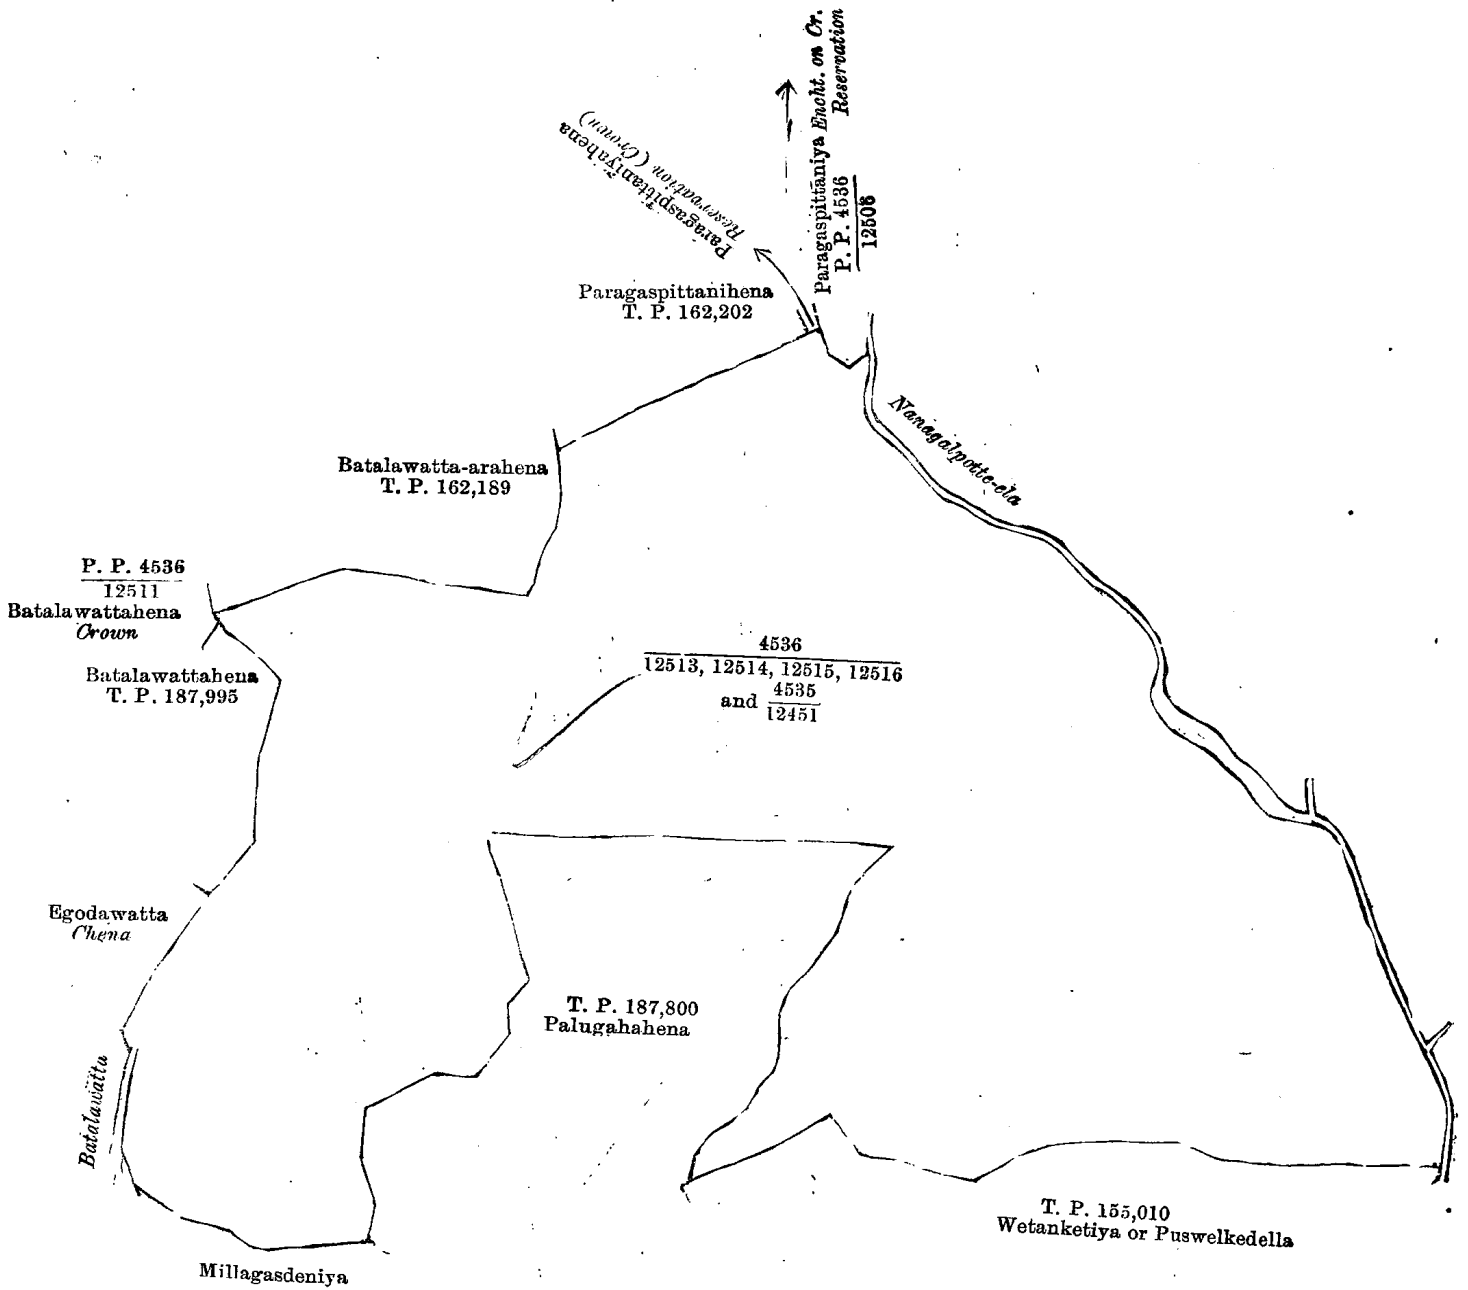 Paragaspittaniya Encht. on Cr.
Reservation
P. P. 4536
12506
Paragaspittaniyahena
Reservation (Crown)
Paragaspittanihena
T. P. 162,202
Nanagalpotte-ela
Batalawatta-arahena
T. P. 162,189
P. P. 4536
12511
Batalawattahena
Crown
Batalawattahena
T. P. 187,995
4536
12513, 12514, 12515, 12516
and 4535
12451
Egodawatta
Chena
T. P. 187,800
Palugahahena
Batalawatta
T. P. 155,010
Wetanketiya or Puswelkedella
Millagasdeniya